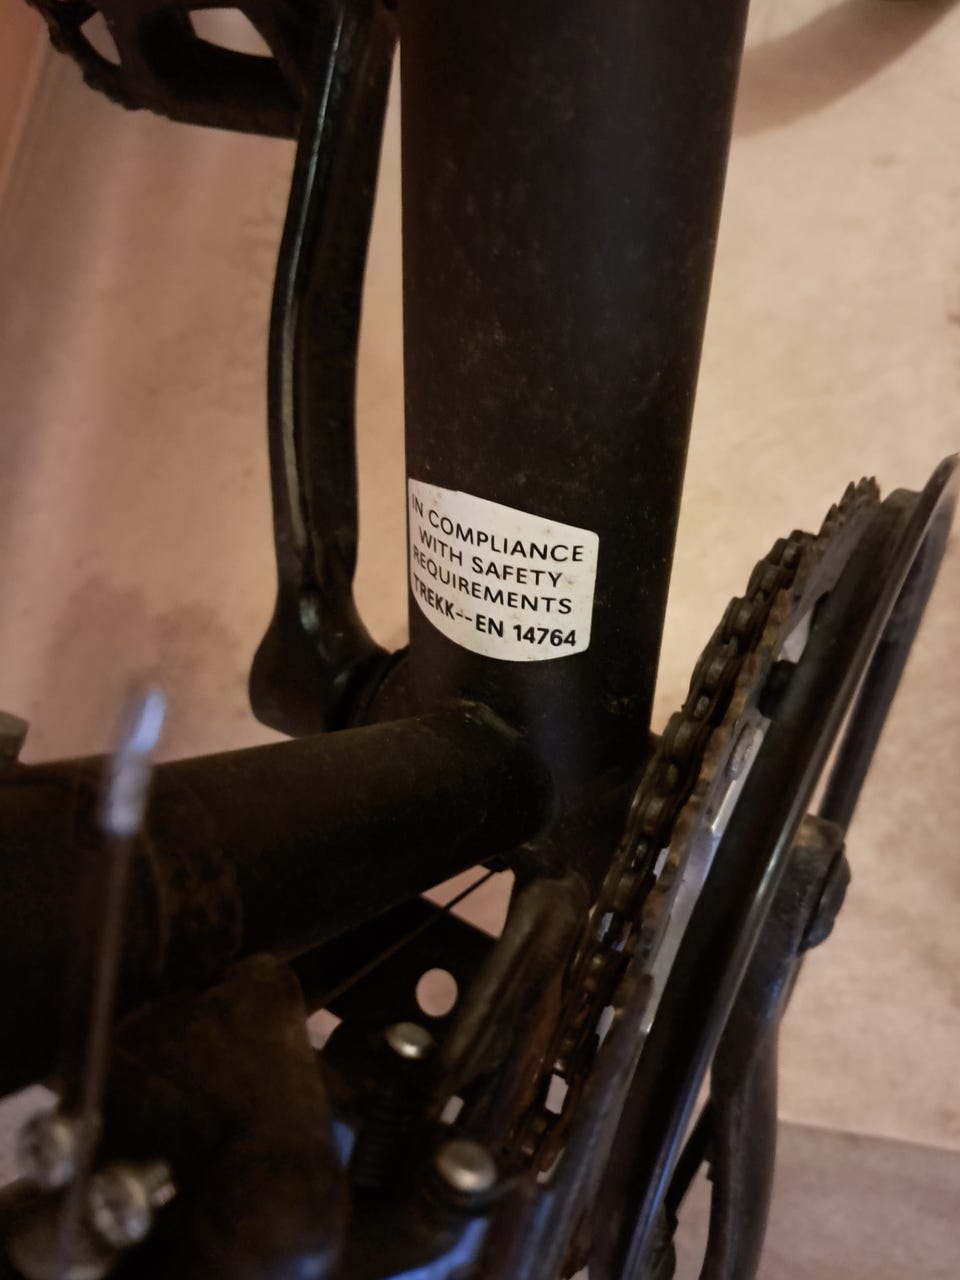 IN COMPLIANCE
WITH SAFETY
REQUIREMENTS
TREKK--EN 14764